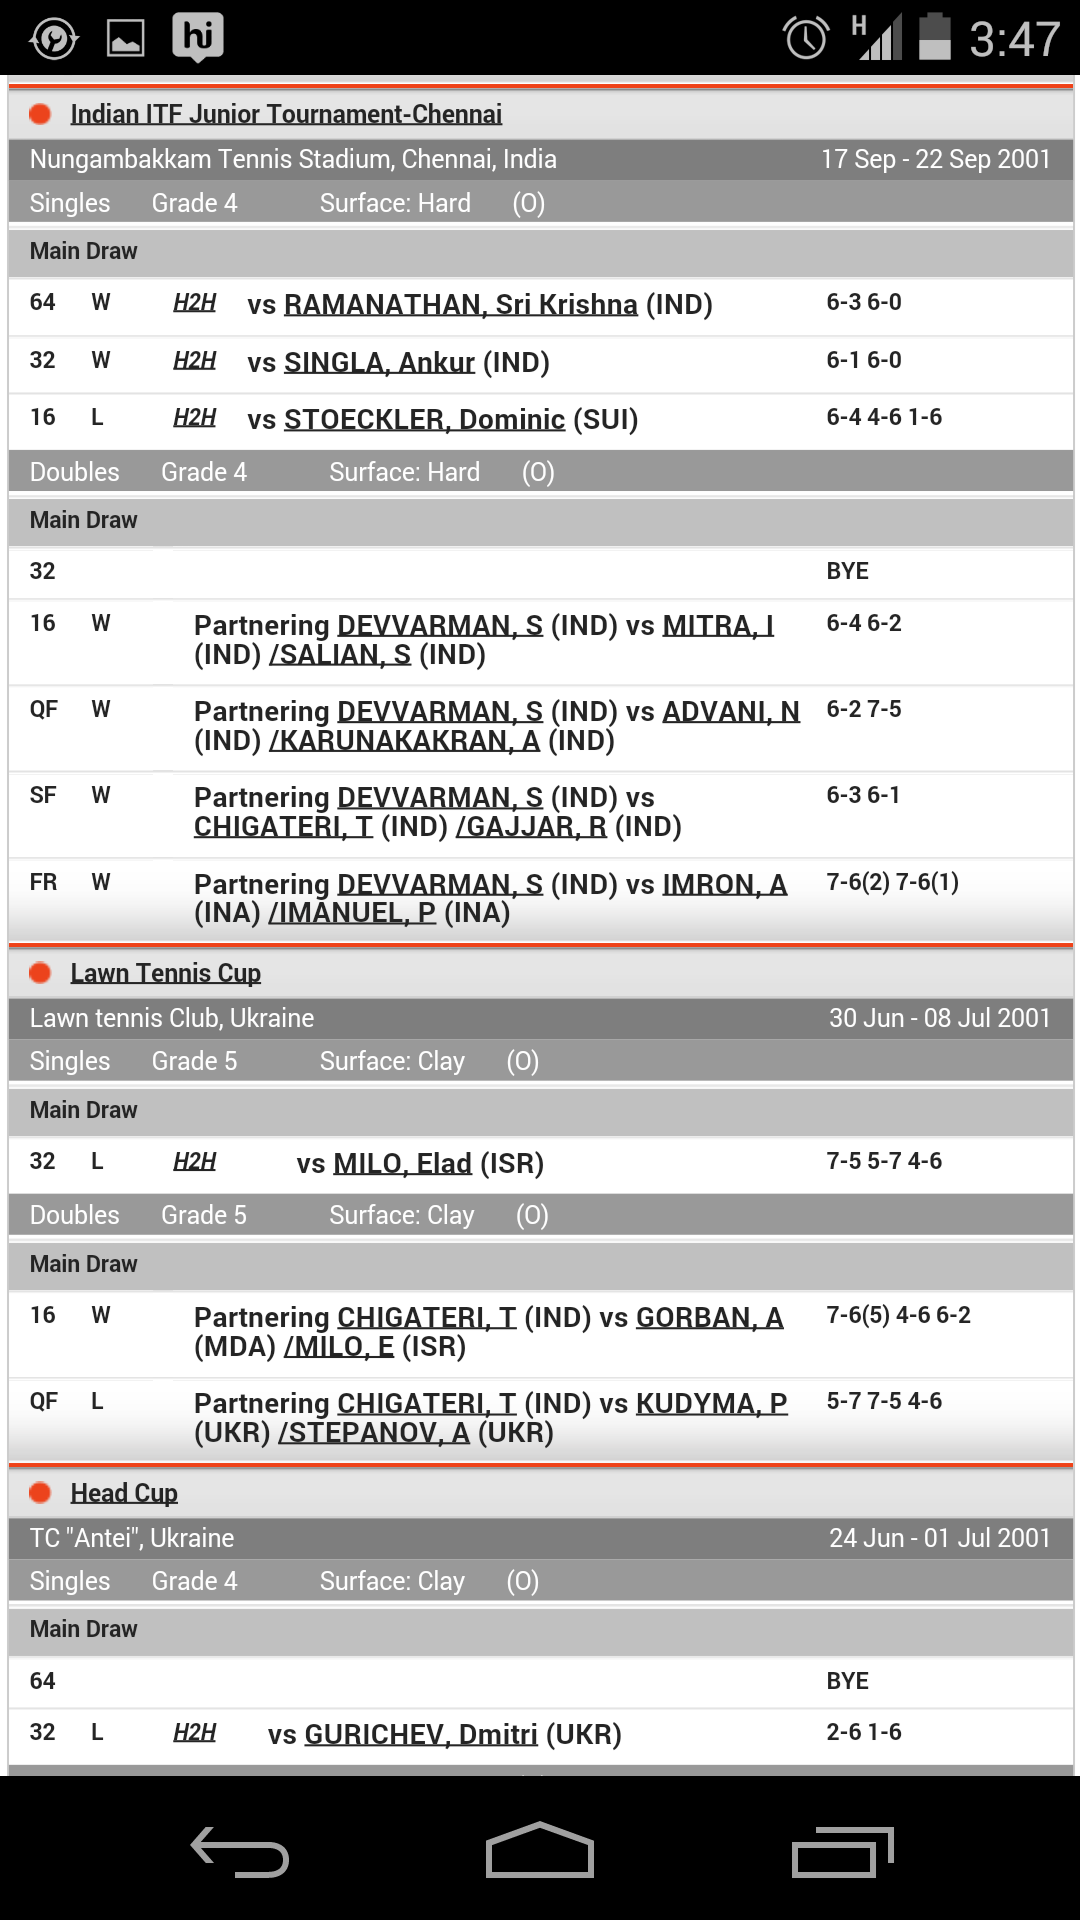 hi H 3:47
Indian ITF Junior Tournament-Chennai
Nungambakkam Tennis Stadium, Chennai, India 17 Sep - 22 Sep 2001
Singles Grade 4 Surface: Hard (O)
Main Draw
64 W H2H vs RAMANATHAN, Sri Krishna (IND) 6-3 6-0
32 W H2H vs SINGLA, Ankur (IND) 6-1 6-0
16 L H2H vs STOECKLER, Dominic (SUI) 6-4 4-6 1-6
Doubles Grade 4 Surface: Hard (O)
Main Draw
32 BYE
16 W Partnering DEVVARMAN, S (IND) vs MITRA, I 6-4 6-2
(IND) /SALIAN, S (IND)
QF W Partnering DEVVARMAN, S (IND) vs ADVANI, N 6-2 7-5
(IND) /KARUNAKAKRAN, A (IND)
SF W Partnering DEVVARMAN, S (IND) vs 6-3 6-1
CHIGATERI, T (IND) /GAJJAR, R (IND)
FR W Partnering DEVVARMAN, S (IND) vs IMRON, A 7-6(2) 7-6(1)
(INA) /IMANUEL, P (INA)
Lawn Tennis Cup
Lawn tennis Club, Ukraine 30 Jun - 08 Jul 2001
Singles Grade 5 Surface: Clay (O)
Main Draw
32 L H2H vs MILO, Elad (ISR) 7-5 5-7 4-6
Doubles Grade 5 Surface: Clay (O)
Main Draw
16 W Partnering CHIGATERI, T (IND) vs GORBAN, A 7-6(5) 4-6 6-2
(MDA) /MILO, E (ISR)
QF L Partnering CHIGATERI, T (IND) vs KUDYMA, P 5-7 7-5 4-6
(UKR) /STEPANOV, A (UKR)
Head Cup
TC "Antei", Ukraine 24 Jun - 01 Jul 2001
Singles Grade 4 Surface: Clay (O)
Main Draw
64 BYE
32 L H2H vs GURICHEV, Dmitri (UKR) 2-6 1-6